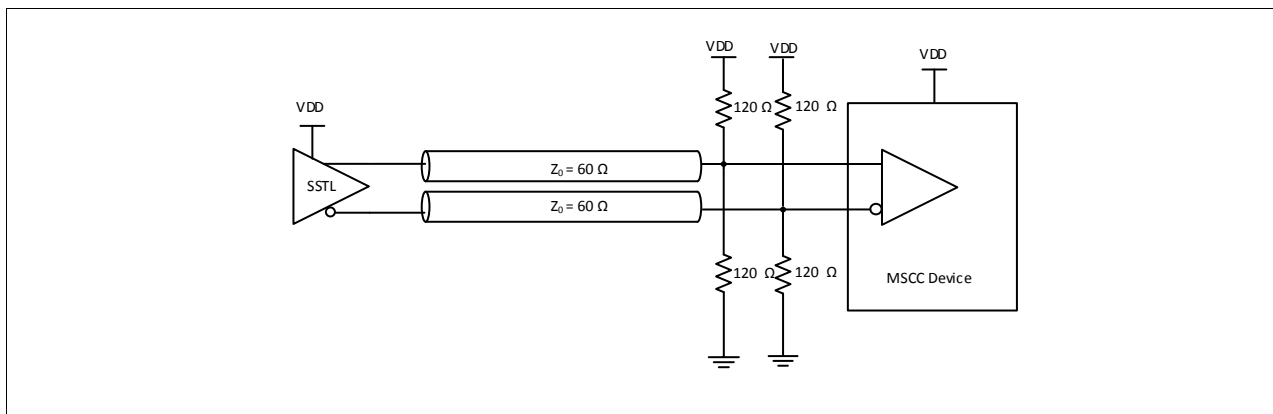 VDD VDD
VDD
120 Ω 120 Ω
VDD
Z₀ = 60 Ω
SSTL
Z₀ = 60 Ω
120 Ω 120 Ω
MSCC Device